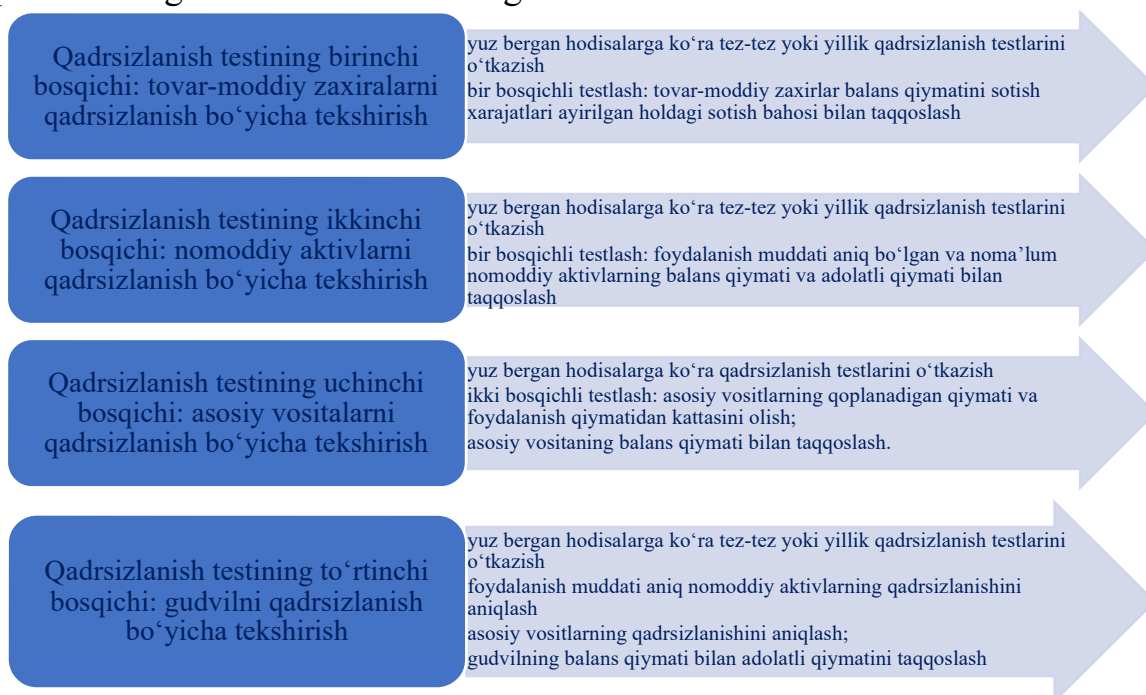 Qadrsizlanish testining birinchi
bosqichi: tovar-moddiy zaxiralarni
qadrsizlanish bo‘yicha tekshirish
yuz bergan hodisalarga ko‘ra tez-tez yoki yillik qadrsizlanish testlarini
o‘tkazish
bir bosqichli testlash: tovar-moddiy zaxirlar balans qiymatini sotish
xarajatlari ayirilgan holdagi sotish bahosi bilan taqqoslash
Qadrsizlanish testining ikkinchi
bosqichi: nomoddiy aktivlarni
qadrsizlanish bo‘yicha tekshirish
yuz bergan hodisalarga ko‘ra tez-tez yoki yillik qadrsizlanish testlarini
o‘tkazish
bir bosqichli testlash: foydalanish muddati aniq bo‘lgan va noma’lum
nomoddiy aktivlarning balans qiymati va adolatli qiymati bilan
taqqoslash
Qadrsizlanish testining uchinchi
bosqichi: asosiy vositalarni
qadrsizlanish bo‘yicha tekshirish
yuz bergan hodisalarga ko‘ra qadrsizlanish testlarini o‘tkazish
ikki bosqichli testlash: asosiy vositlarning qoplanadigan qiymati va
foydalanish qiymatidan kattasini olish;
asosiy vositaning balans qiymati bilan taqqoslash.
Qadrsizlanish testining to‘rtinchi
bosqichi: gudvilni qadrsizlanish
bo‘yicha tekshirish
yuz bergan hodisalarga ko‘ra tez-tez yoki yillik qadrsizlanish testlarini
o‘tkazish
foydalanish muddati aniq nomoddiy aktivlarning qadrsizlanishini
aniqlash
asosiy vositlarning qadrsizlanishini aniqlash;
gudvilning balans qiymati bilan adolatli qiymatini taqqoslash